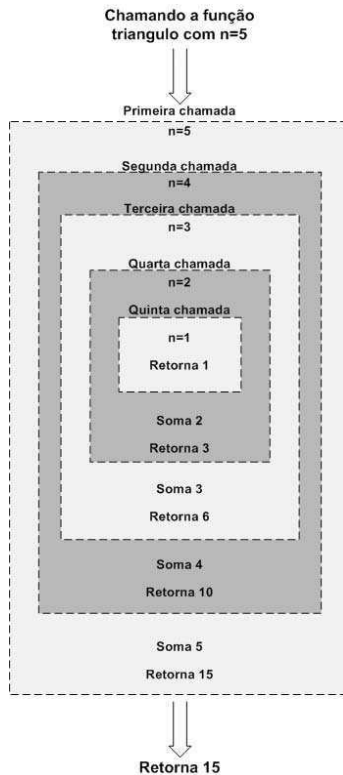 Chamando a função
triangulo com n=5
Primeira chamada
n=5
Segunda chamada
n=4
Terceira chamada
n=3
Quarta chamada
n=2
Quinta chamada
n=1
Retorna 1
Soma 2
Retorna 3
Soma 3
Retorna 6
Soma 4
Retorna 10
Soma 5
Retorna 15
Retorna 15